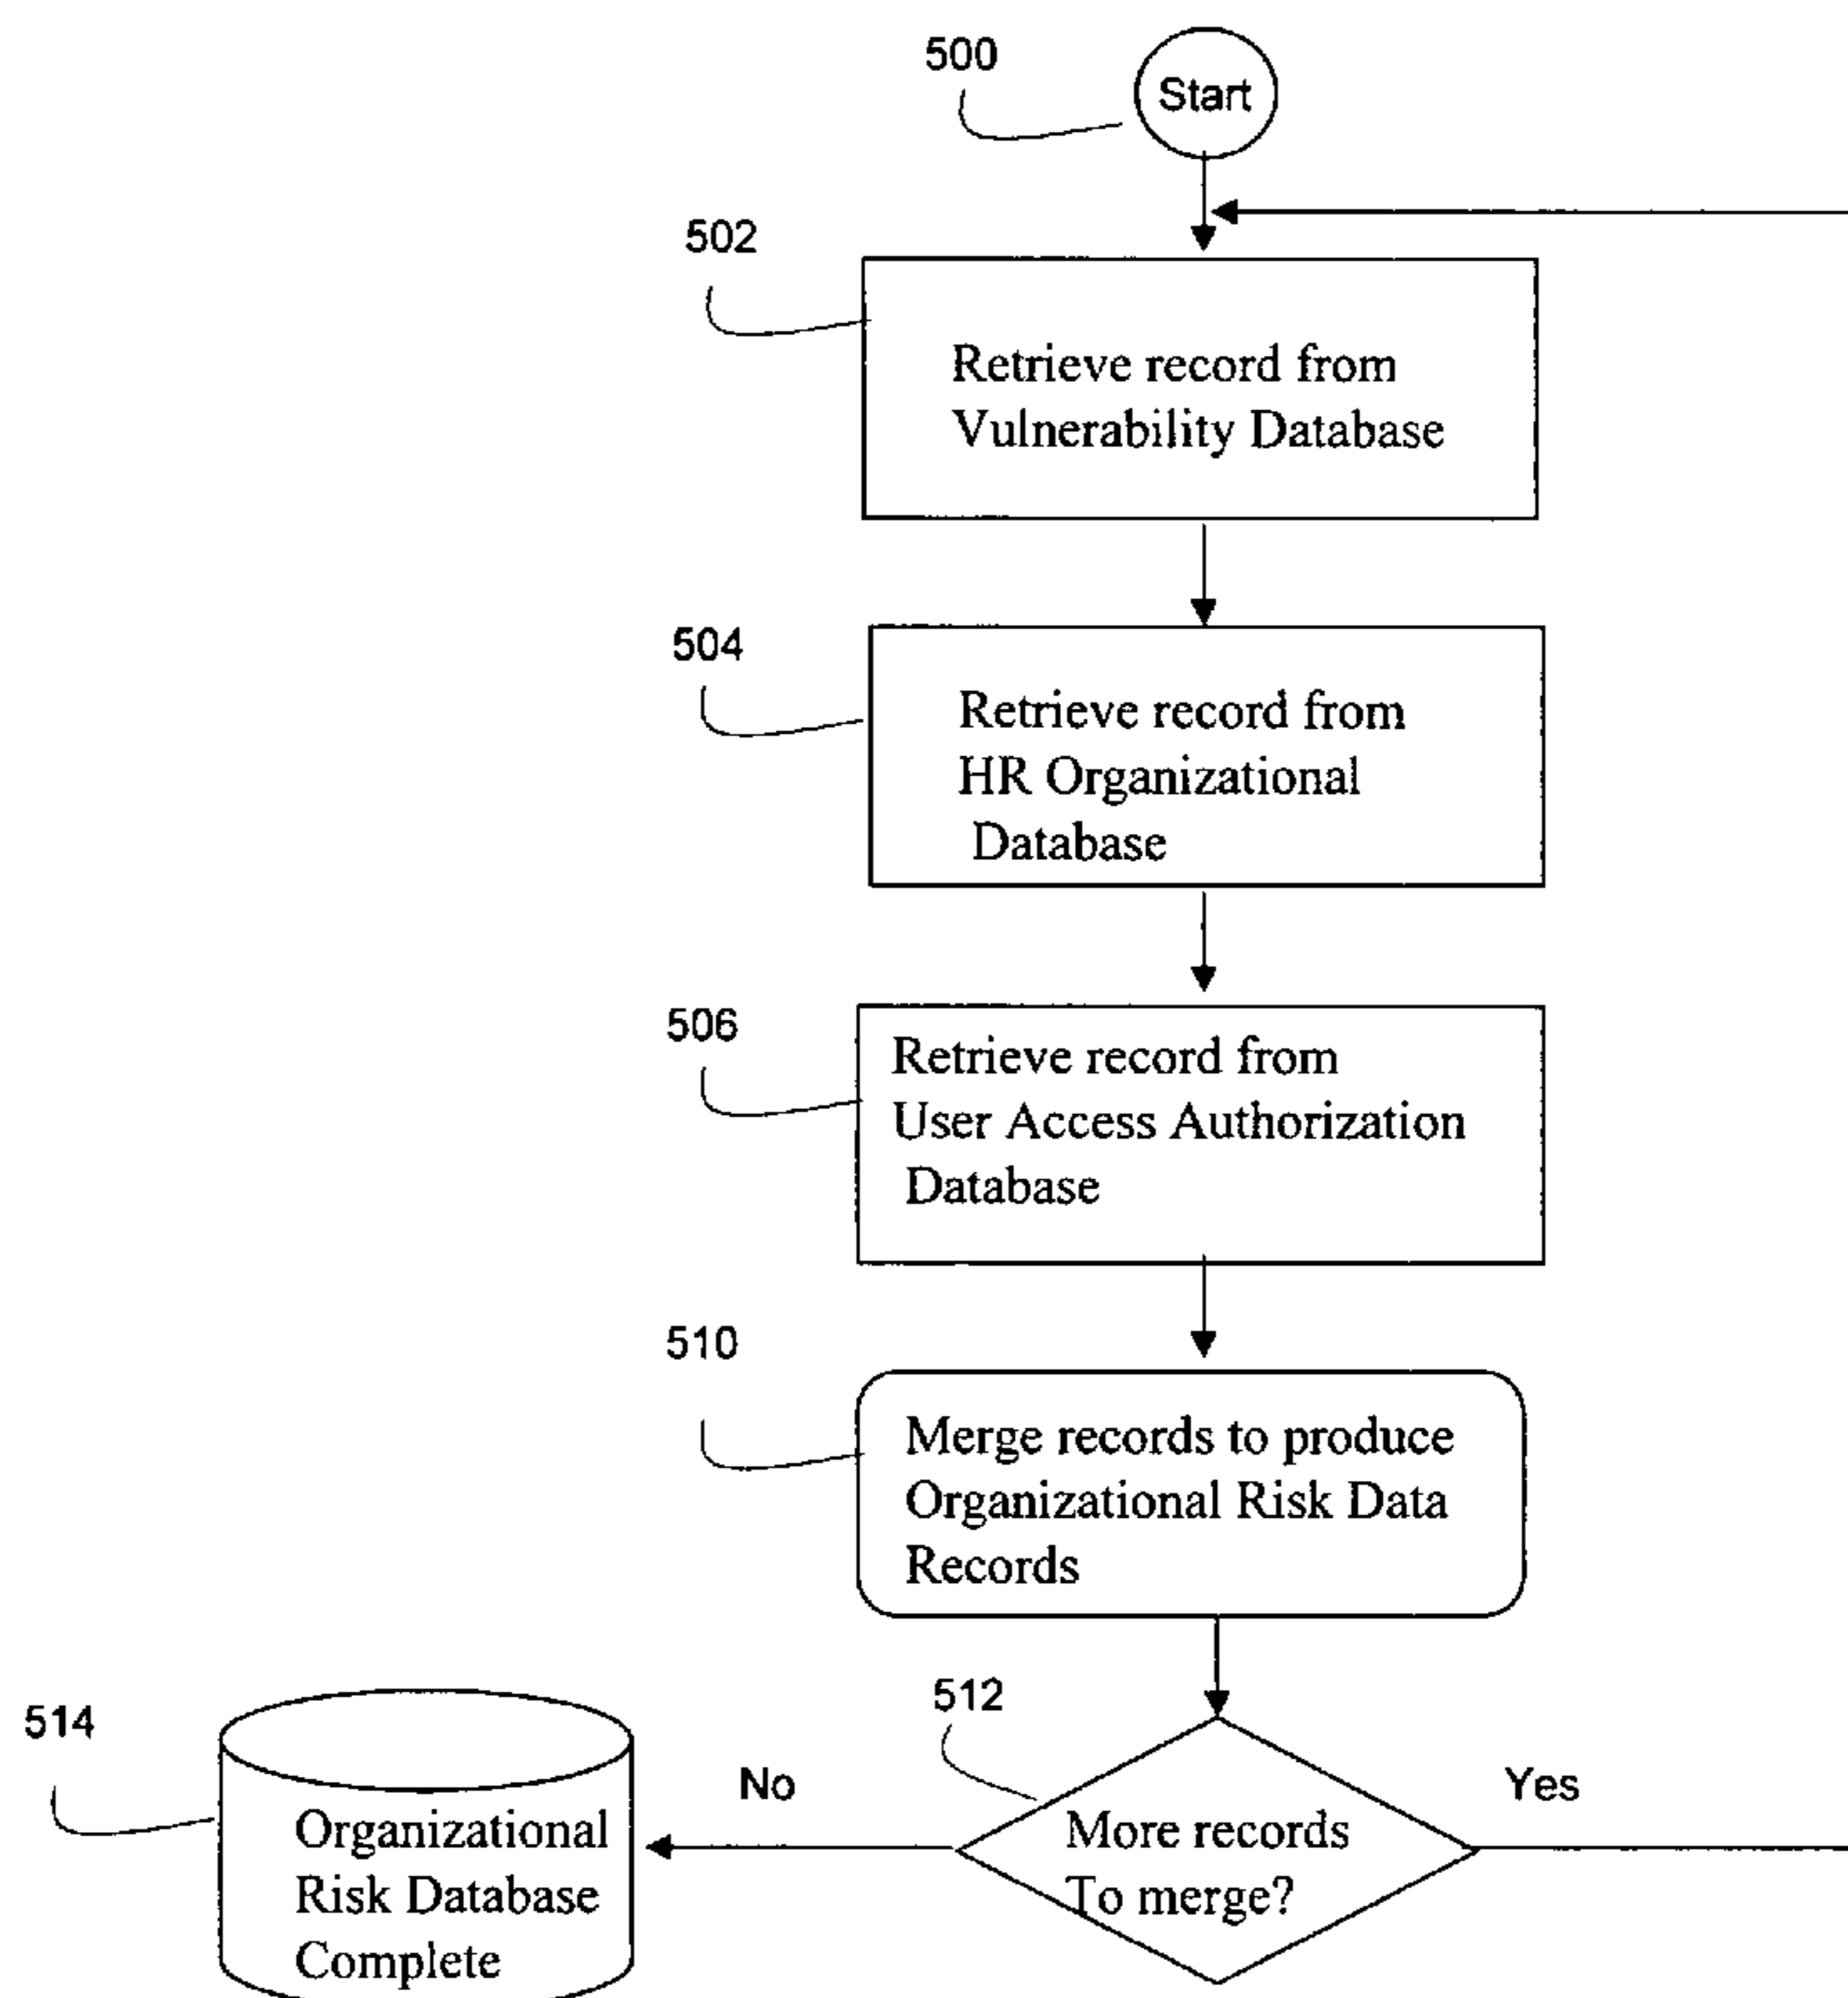 500
Start
502
Retrieve record from
Vulnerability Database
504
Retrieve record from
HR Organizational
Database
506
Retrieve record from
User Access Authorization
Database
510
Merge records to produce
Organizational Risk Data
Records
512
514
No
Yes
More records
To merge?
Organizational
Risk Database
Complete